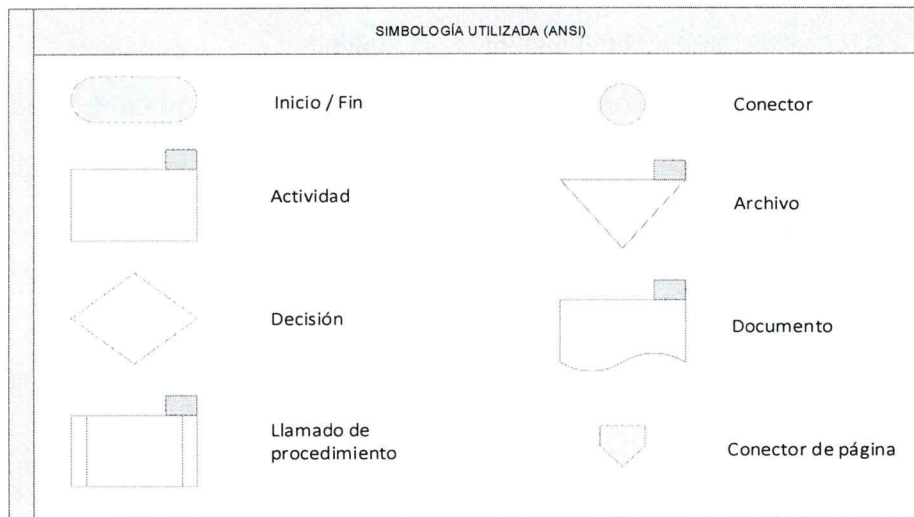 SIMBOLOGÍA UTILIZADA (ANSI)
Inicio / Fin
Conector
Actividad
Archivo
Decisión
Documento
Llamado de
procedimiento
Conector de página